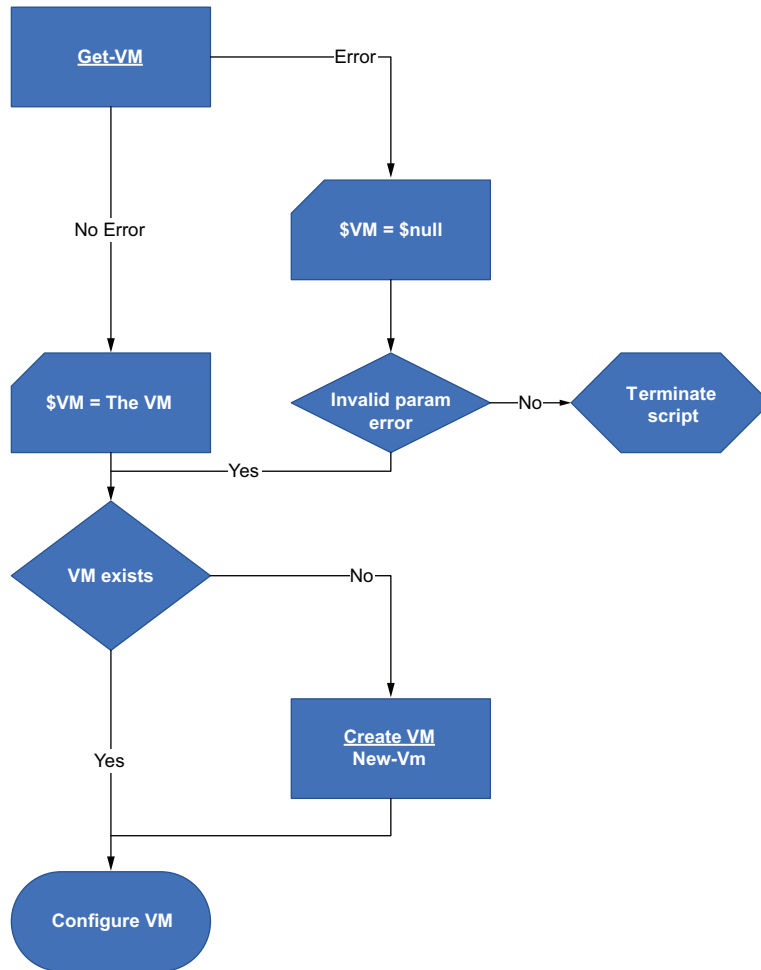 Get-VM
Error
No Error
$VM = $null
$VM = The VM
Invalid param
error
No
Terminate
script
Yes
VM exists
No
Create VM
New-Vm
Yes
Configure VM